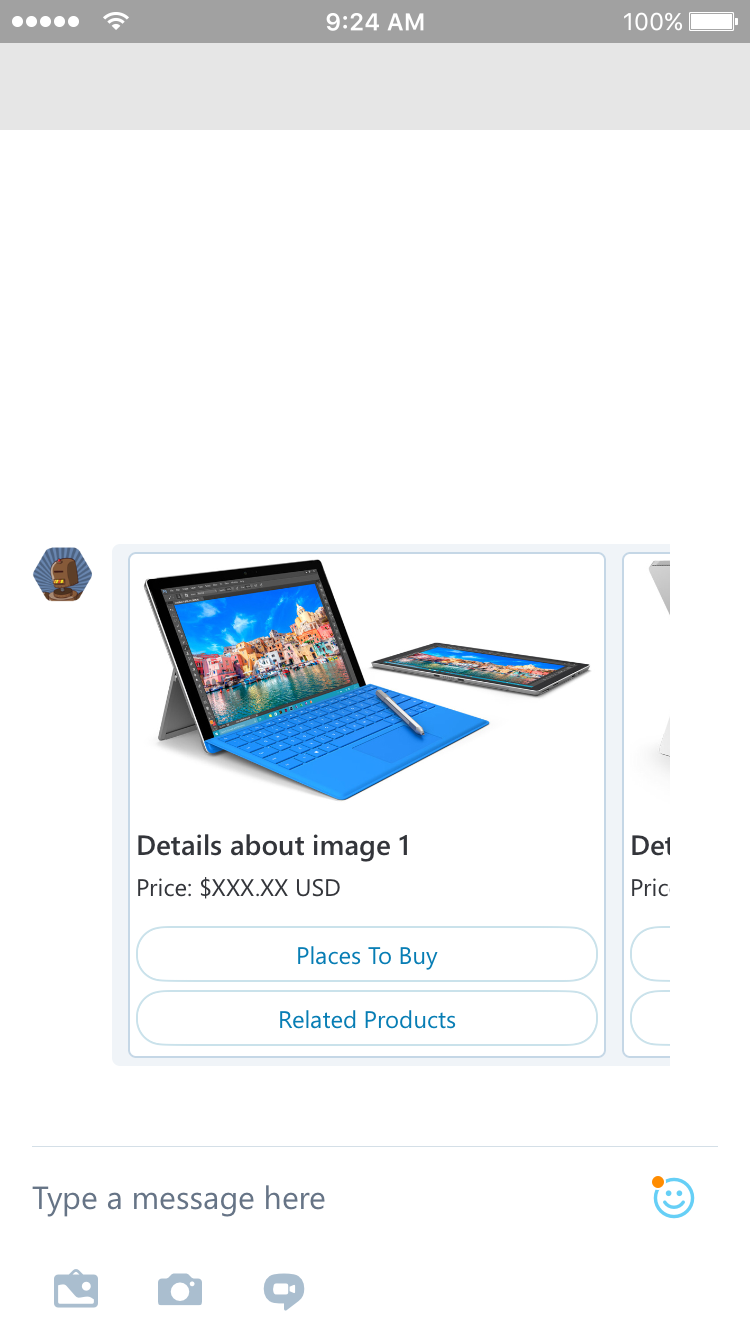 9:24 AM
100%
Details about image 1
Price: $XXX.XX USD
Places To Buy
Related Products
Det
Pric
Type a message here